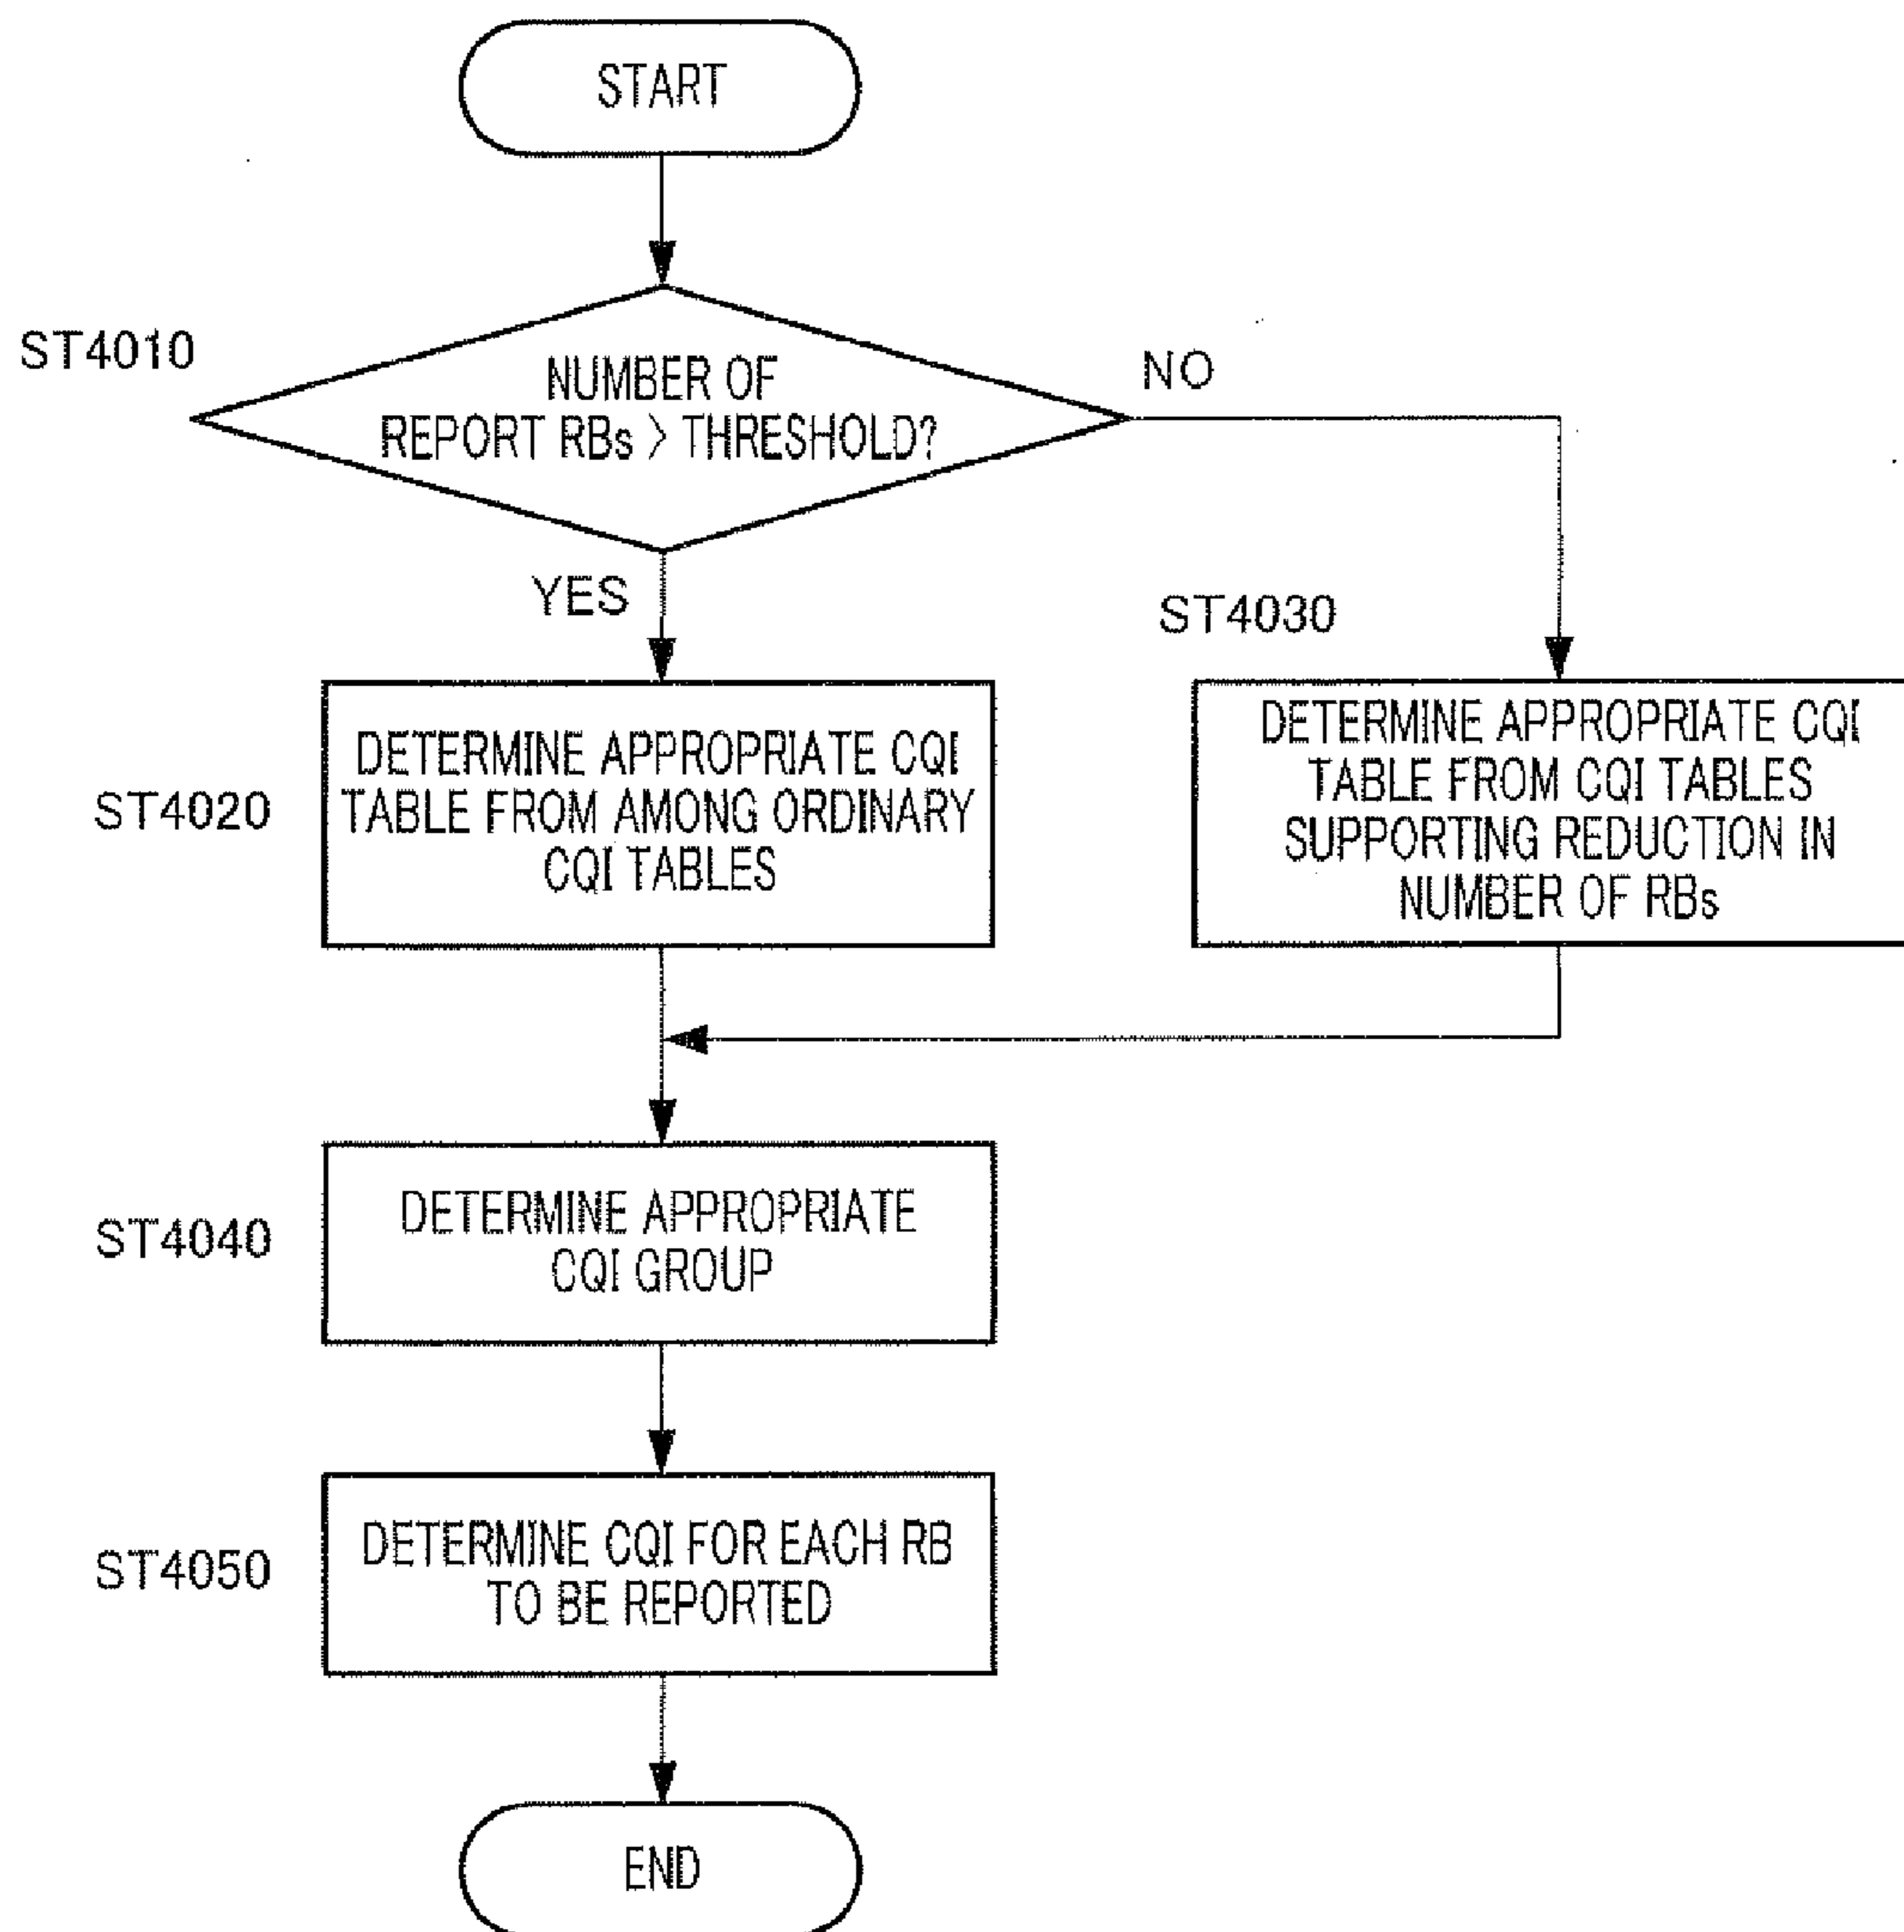 START
ST4010
NUMBER OF
REPORT RBs > THRESHOLD?
NO
YES
ST4030
ST4020
DETERMINE APPROPRIATE CQI
TABLE FROM AMONG ORDINARY
CQI TABLES
DETERMINE APPROPRIATE CQI
TABLE FROM CQI TABLES
SUPPORTING REDUCTION IN
NUMBER OF RBs
ST4040
DETERMINE APPROPRIATE
CQI GROUP
ST4050
DETERMINE CQI FOR EACH RB
TO BE REPORTED
END